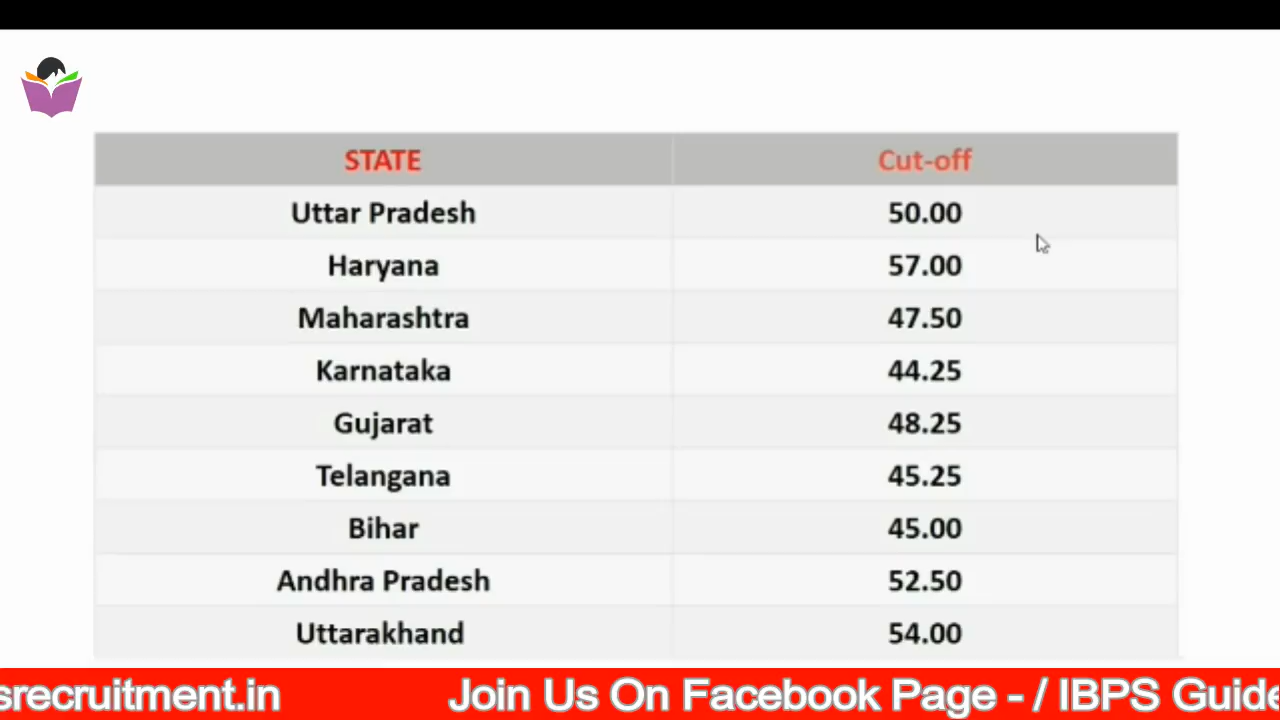 STATE Cut-off
Uttar Pradesh 50.00
Haryana 57.00
Maharashtra 47.50
Karnataka 44.25
Gujarat 48.25
Telangana 45.25
Bihar 45.00
Andhra Pradesh 52.50
Uttarakhand 54.00
srecruitment.in Join Us On Facebook Page - / IBPS Guide